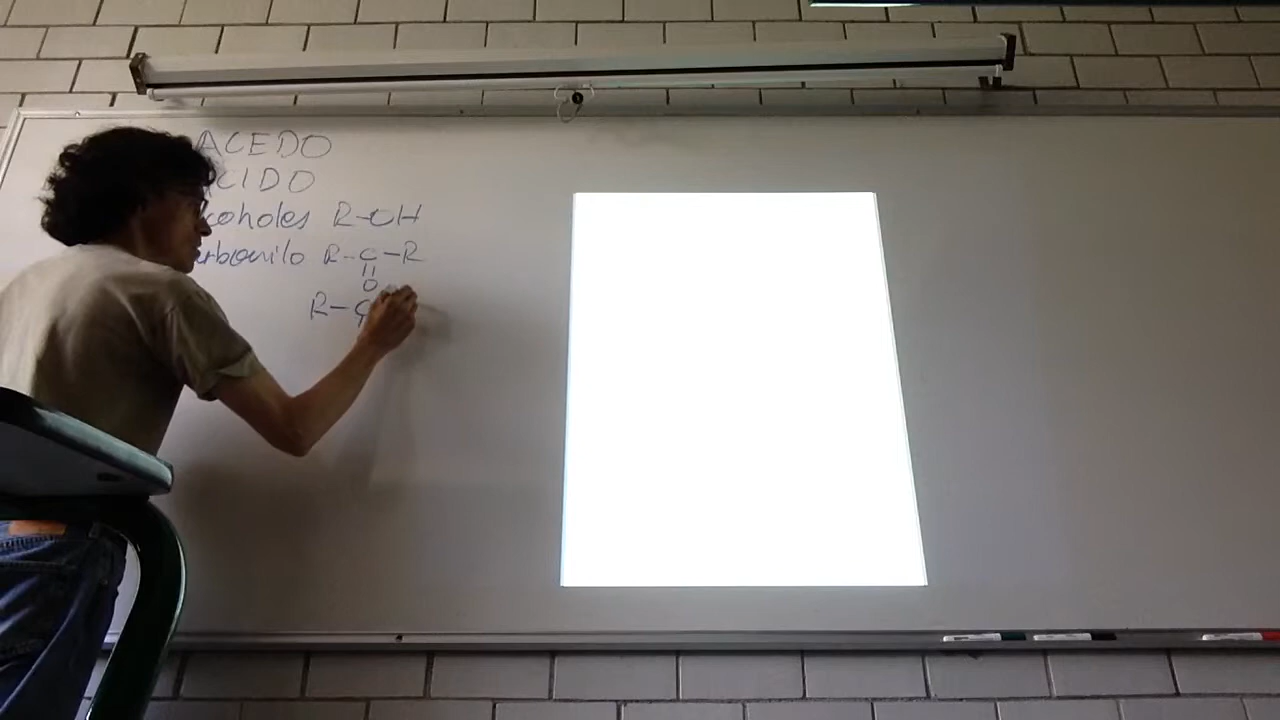 ACEDO
CIDO
coholes R-OH
rbonilo R-C-R
||
O
R-C